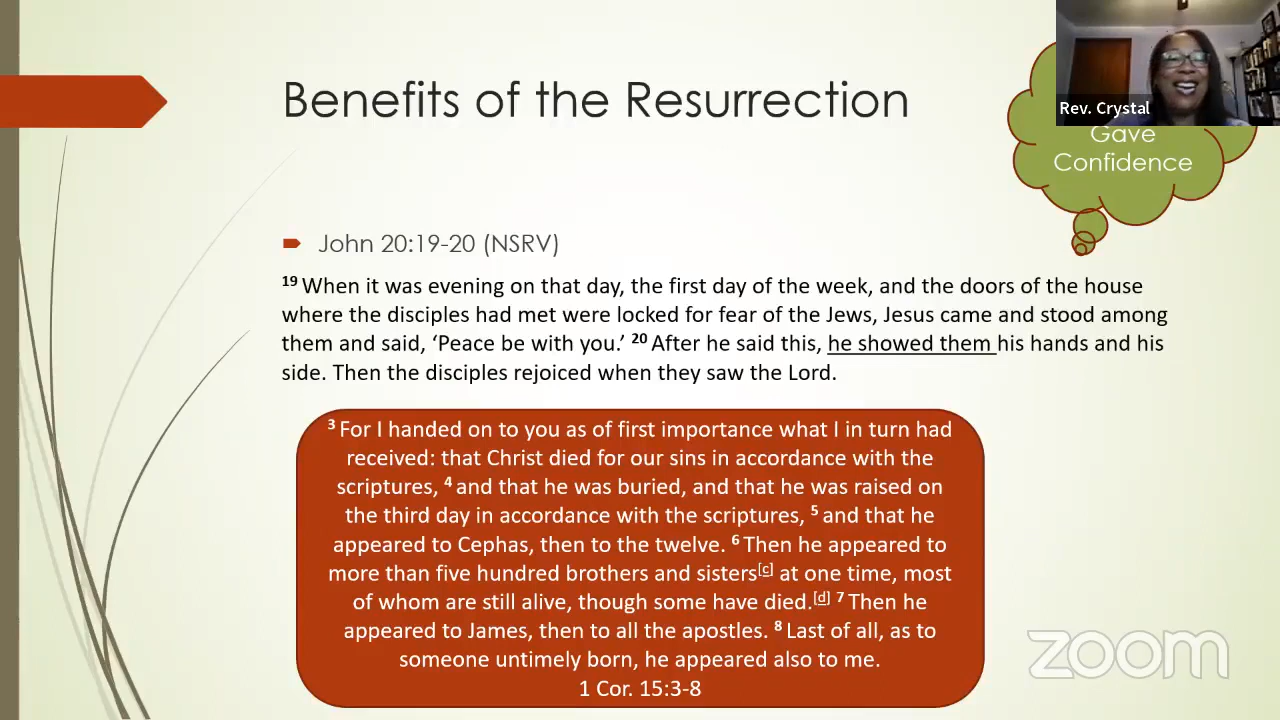 Benefits of the Resurrection
Rev. Crystal
Gave
Confidence
John 20:19-20 (NSRV)
19 When it was evening on that day, the first day of the week, and the doors of the house
where the disciples had met were locked for fear of the Jews, Jesus came and stood among
them and said, ‘Peace be with you.’ 20 After he said this, he showed them his hands and his
side. Then the disciples rejoiced when they saw the Lord.
3 For I handed on to you as of first importance what I in turn had
received: that Christ died for our sins in accordance with the
scriptures, 4 and that he was buried, and that he was raised on
the third day in accordance with the scriptures, 5 and that he
appeared to Cephas, then to the twelve. 6 Then he appeared to
more than five hundred brothers and sisters[c] at one time, most
of whom are still alive, though some have died.[d] 7 Then he
appeared to James, then to all the apostles. 8 Last of all, as to
someone untimely born, he appeared also to me.
1 Cor. 15:3-8
zoom